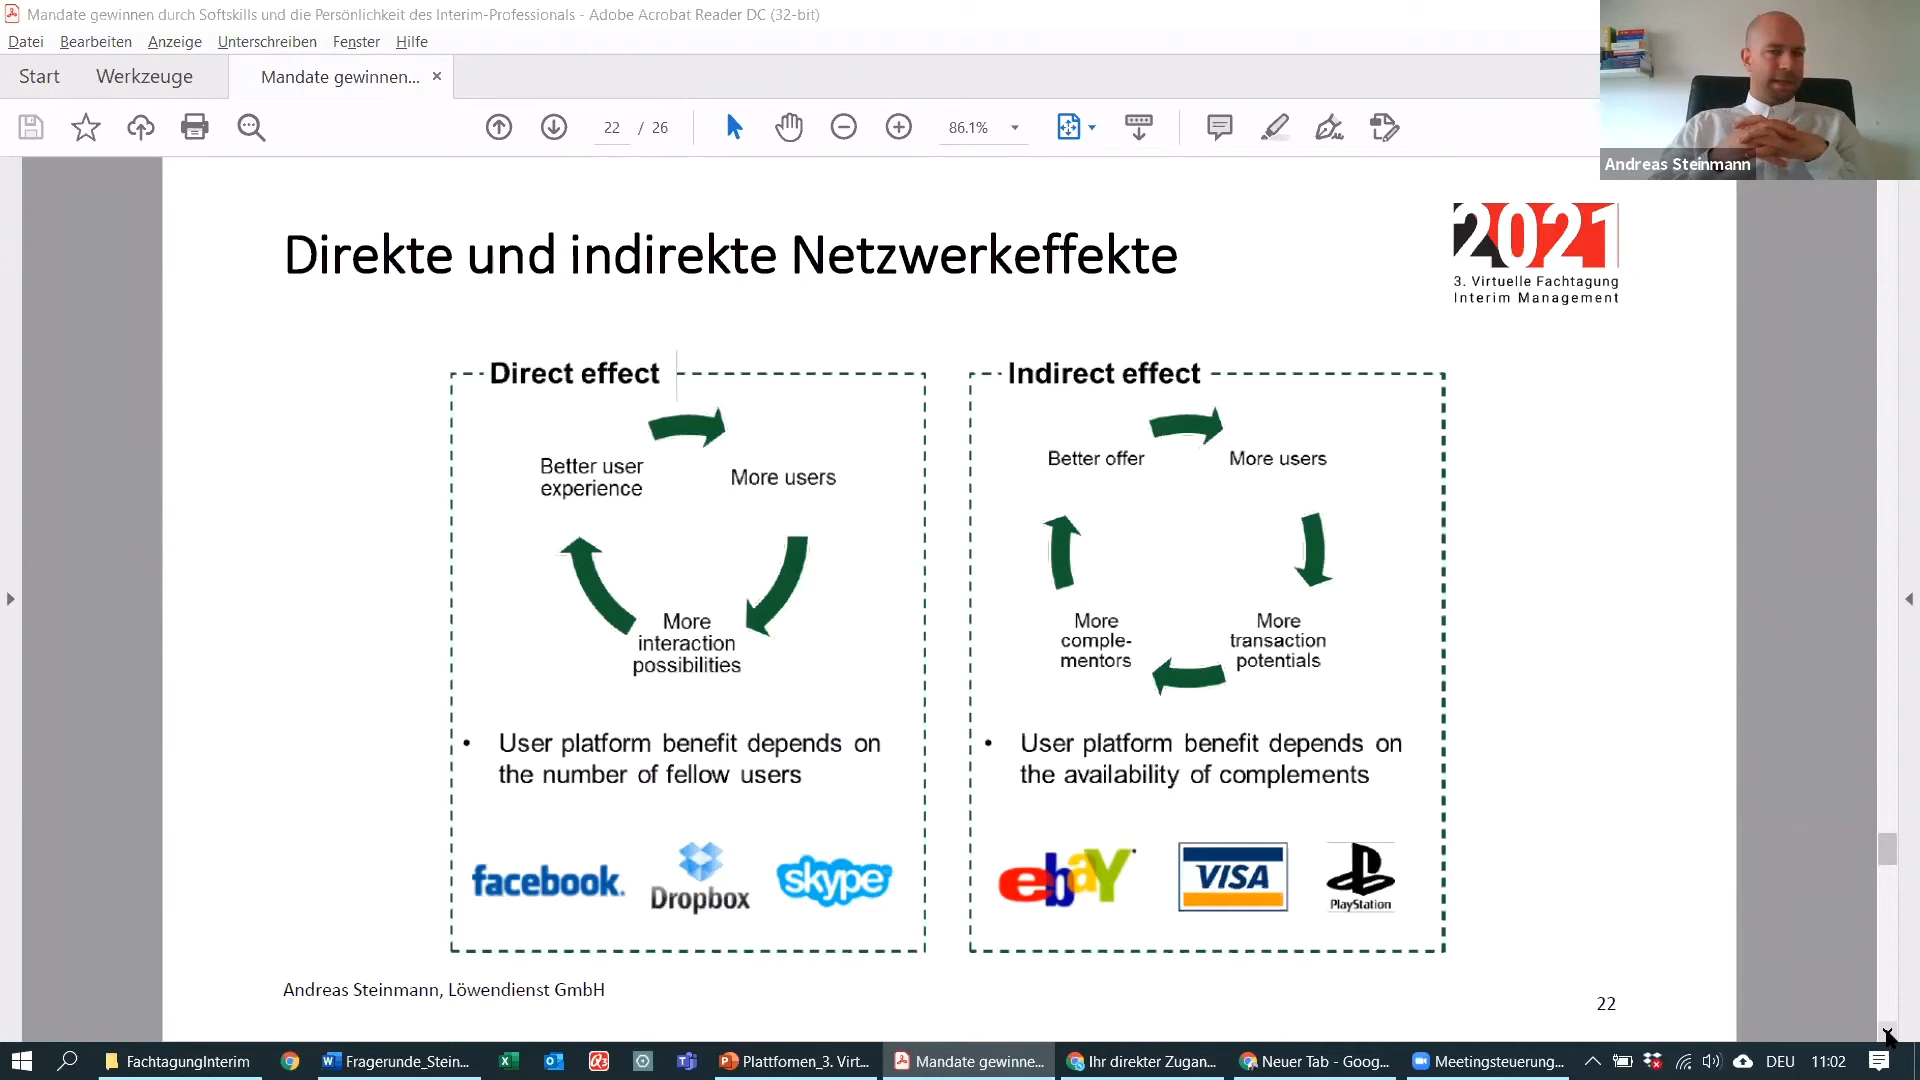 Mandate gewinnen durch Softskills und die Persönlichkeit des Interim-Professionals - Adobe Acrobat Reader DC (32-bit)
Datei Bearbeiten Anzeige Unterschreiben Fenster Hilfe
Start Werkzeuge Mandate gewinnen... ×
22 / 26 86.1%
Andreas Steinmann
Direkte und indirekte Netzwerkeffekte
2021
3. Virtuelle Fachtagung
Interim Management
Direct effect
Better user
experience
More users
More
interaction
possibilities
• User platform benefit depends on
the number of fellow users
facebook.
Dropbox
skype
Indirect effect
Better offer
More users
More
comple-
mentors
More
transaction
potentials
• User platform benefit depends on
the availability of complements
ebaY
VISA
PlayStation
Andreas Steinmann, Löwendienst GmbH
22
FachtagungInterim Fragerunde_Stein... Plattfomen_3. Virt... Mandate gewinne... Ihr direkter Zugan... Neuer Tab - Goog... Meetingsteuerung... DEU 11:02